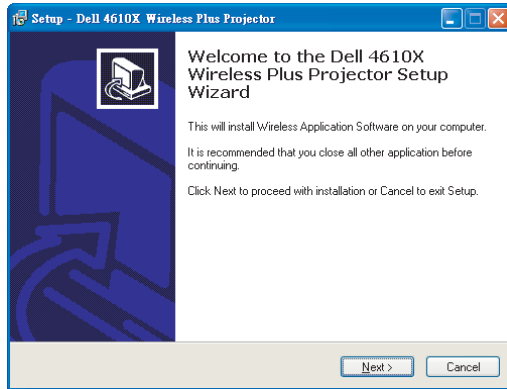 Setup - Dell 4610X Wireless Plus Projector
Welcome to the Dell 4610X
Wireless Plus Projector Setup
Wizard
This will install Wireless Application Software on your computer.
It is recommended that you close all other application before
continuing.
Click Next to proceed with installation or Cancel to exit Setup.
Next >
Cancel